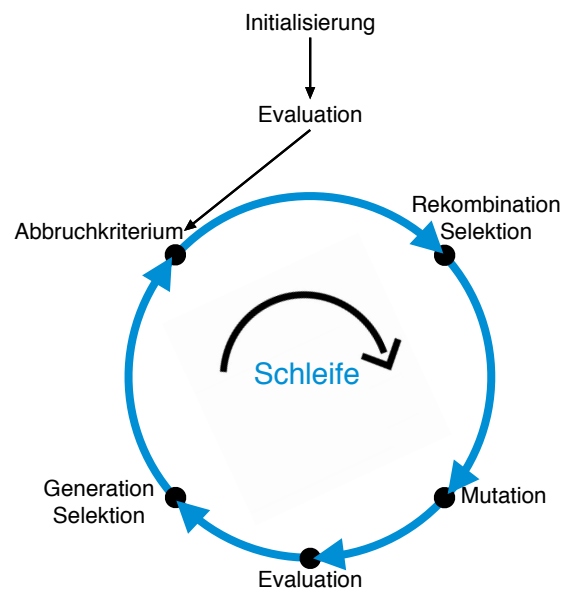 Initialisierung
Evaluation
Abbruchkriterium
Rekombination
Selektion
Schleife
Generation
Selektion
Mutation
Evaluation